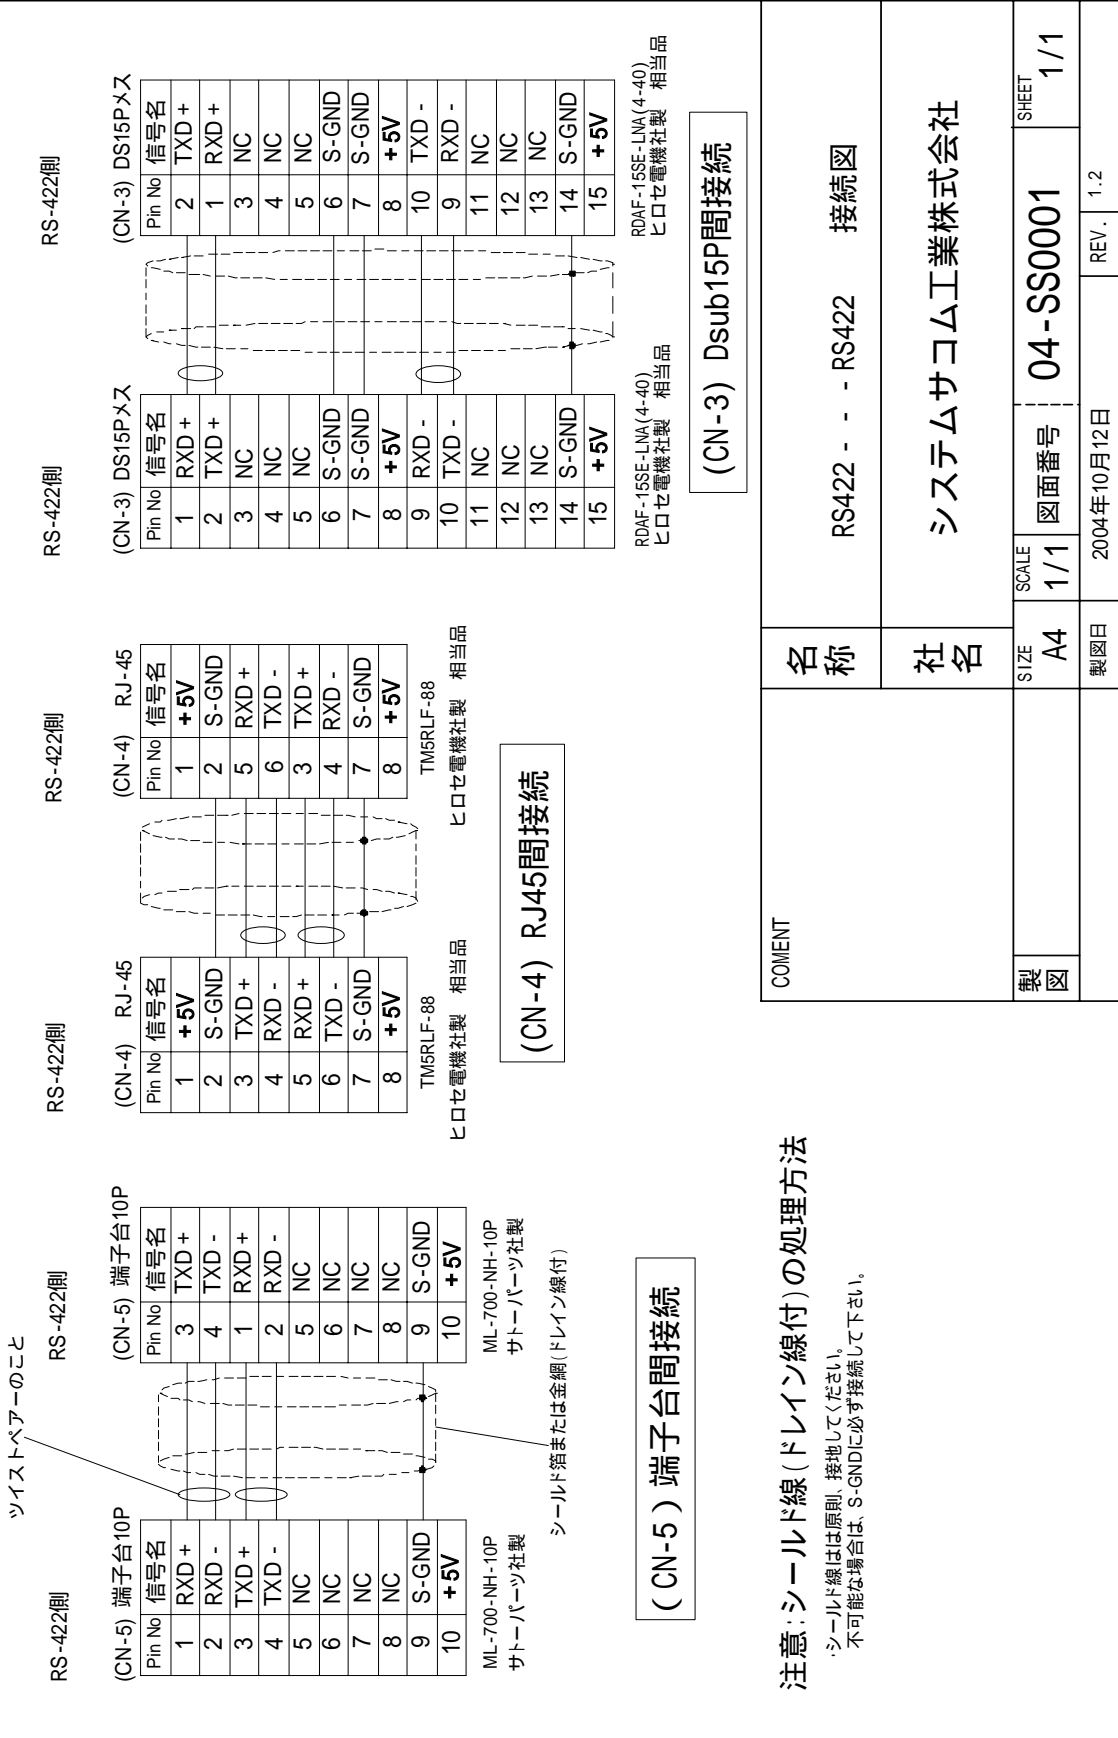 ツイストペアーのこと
RS-422側
RS-422側
(CN-5) 端子台10P
(CN-5) 端子台10P
Pin No 信号名
Pin No 信号名
1 RXD+
3 TXD+
2 RXD-
4 TXD-
3 TXD+
1 RXD+
4 TXD-
2 RXD-
5 NC
5 NC
6 NC
6 NC
7 NC
7 NC
8 NC
8 NC
9 S-GND
9 S-GND
10 +5V
10 +5V
ML-700-NH-10P
サトーパーツ社製
ML-700-NH-10P
サトーパーツ社製
シールド箔または金網(ドレイン線付)
(CN-5) 端子台間接続
RS-422側
RS-422側
(CN-4) RJ-45
(CN-4) RJ-45
Pin No 信号名
Pin No 信号名
1 +5V
1 +5V
2 S-GND
2 S-GND
3 TXD+
5 RXD+
4 RXD-
6 TXD-
5 RXD+
3 TXD+
6 TXD-
4 RXD-
7 S-GND
7 S-GND
8 +5V
8 +5V
TM5RLF-88
ヒロセ電機社製 相当品
TM5RLF-88
ヒロセ電機社製 相当品
(CN-4) RJ45間接続
RS-422側
RS-422側
(CN-3) DS15Pメス
(CN-3) DS15Pメス
Pin No 信号名
Pin No 信号名
1 RXD+
2 TXD+
2 TXD+
1 RXD+
3 NC
3 NC
4 NC
4 NC
5 NC
5 NC
6 S-GND
6 S-GND
7 S-GND
7 S-GND
8 +5V
8 +5V
9 RXD-
10 TXD-
10 TXD-
9 RXD-
11 NC
11 NC
12 NC
12 NC
13 NC
13 NC
14 S-GND
14 S-GND
15 +5V
15 +5V
RDAF-15SE-LNA(4-40)
ヒロセ電機社製 相当品
RDAF-15SE-LNA(4-40)
ヒロセ電機社製 相当品
(CN-3) Dsub15P間接続
注意:シールド線(ドレイン線付)の処理方法
・シールド線はは原則、接地してください。
不可能な場合は、S-GNDに必ず接続して下さい。
COMENT
名称
RS422 - - - RS422 接続図
社名
システムサコム工業株式会社
製図
SIZE
A4
SCALE
1/1
図面番号
04-SS0001
SHEET
1/1
製図日
2004年10月12日
REV. 1.2